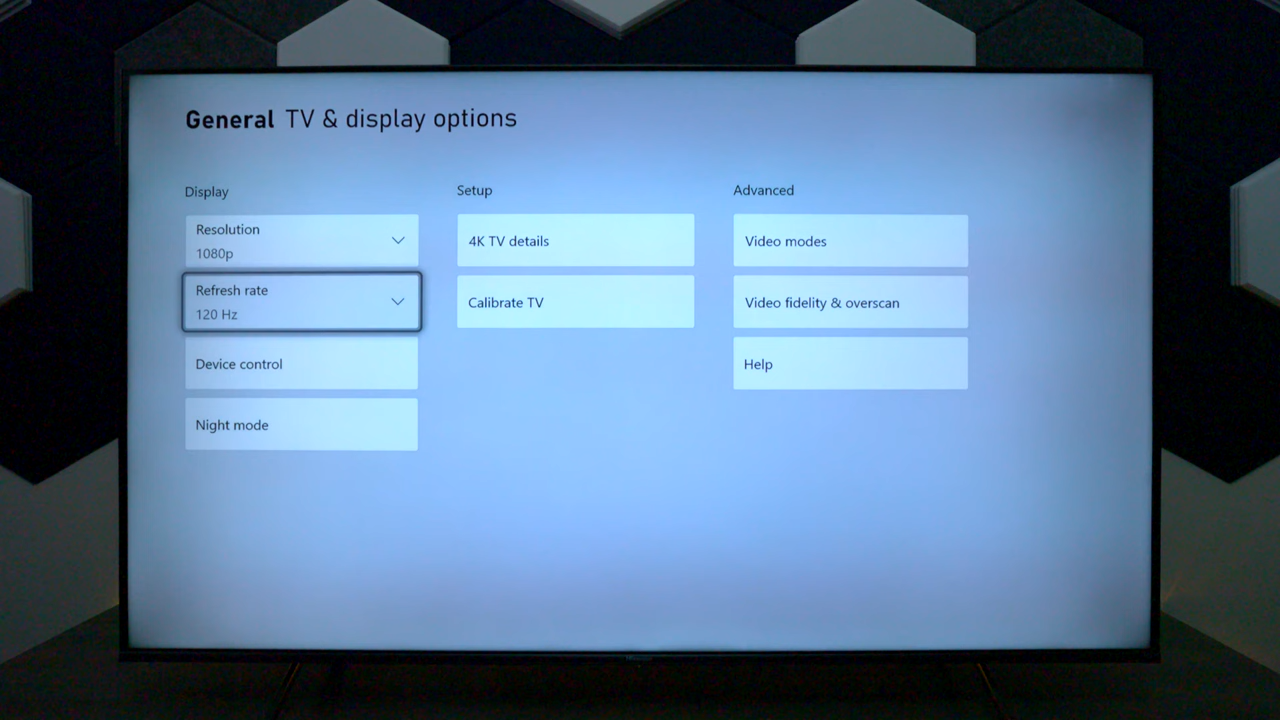 General TV & display options
Display
Resolution
1080p
Refresh rate
120 Hz
Device control
Night mode
Setup
4K TV details
Calibrate TV
Advanced
Video modes
Video fidelity & overscan
Help